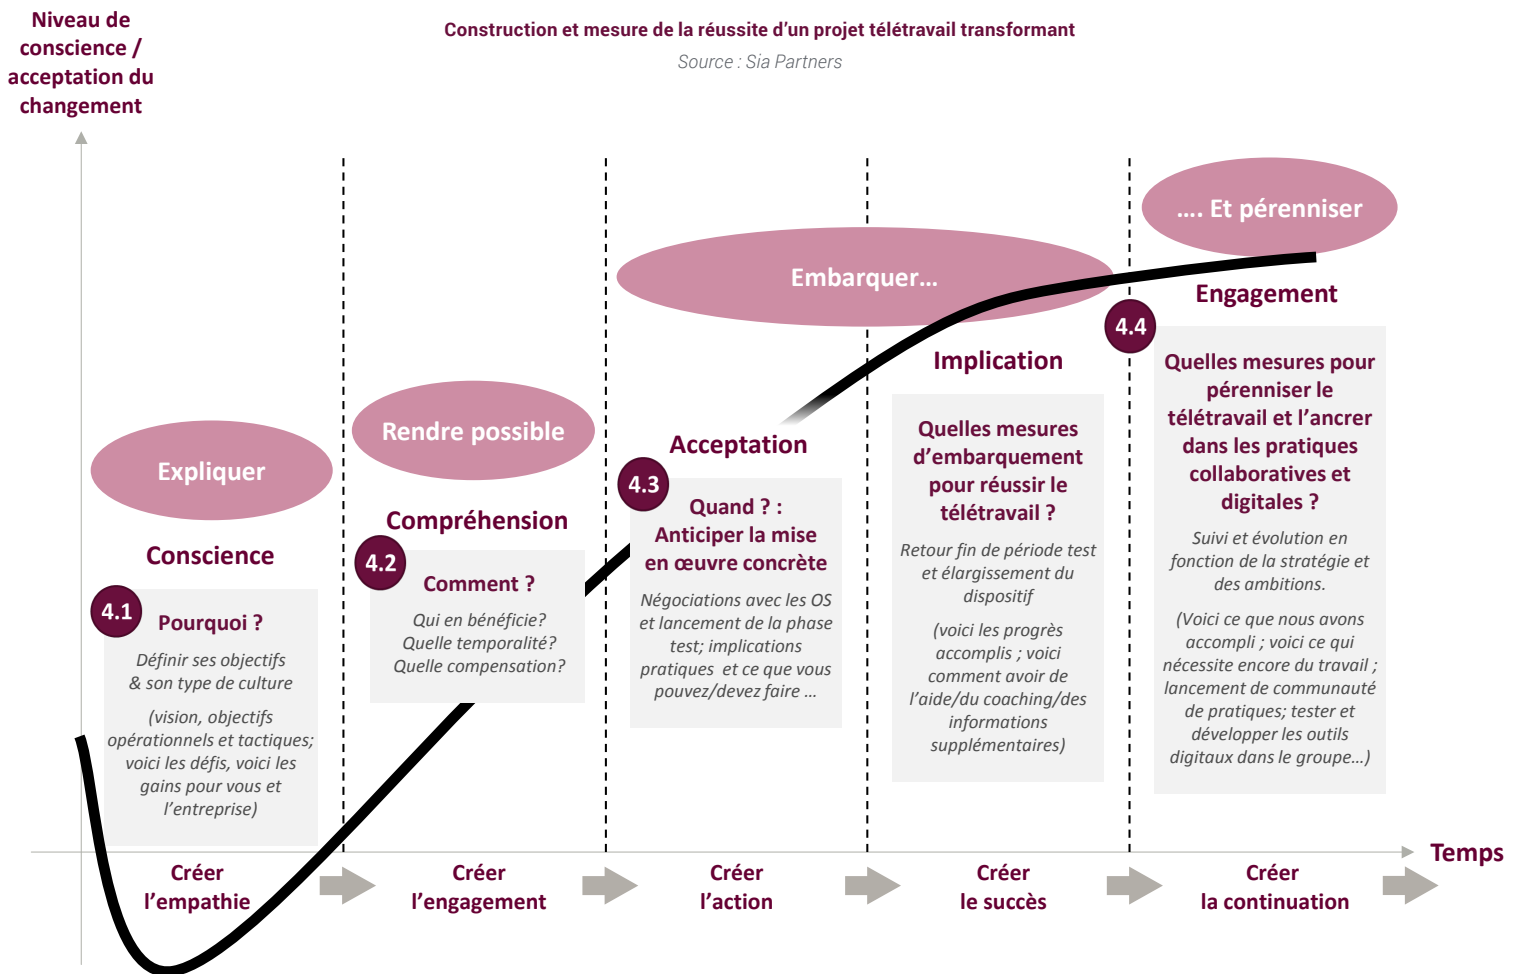 Niveau de
conscience /
acceptation du
changement
Construction et mesure de la réussite d’un projet télétravail transformant
Source : Sia Partners
Expliquer
Conscience
4.1
Pourquoi ?
Définir ses objectifs
& son type de culture
(vision, objectifs
opérationnels et tactiques;
voici les défis, voici les
gains pour vous et
l’entreprise)
Rendre possible
Compréhension
4.2
Comment ?
Qui en bénéficie?
Quelle temporalité?
Quelle compensation?
Embarquer...
Acceptation
4.3
Quand ? :
Anticiper la mise
en œuvre concrète
Négociations avec les OS
et lancement de la phase
test; implications
pratiques et ce que vous
pouvez/devez faire ...
Implication
Quelles mesures
d’embarquement
pour réussir le
télétravail ?
Retour fin de période test
et élargissement du
dispositif
(voici les progrès
accomplis ; voici
comment avoir de
l’aide/du coaching/des
informations
supplémentaires)
.... Et pérenniser
Engagement
4.4
Quelles mesures pour
pérenniser le
télétravail et l’ancrer
dans les pratiques
collaboratives et
digitales ?
Suivi et évolution en
fonction de la stratégie et
des ambitions.
(Voici ce que nous avons
accompli ; voici ce qui
nécessite encore du travail ;
lancement de communauté
de pratiques; tester et
développer les outils
digitaux dans le groupe...)
Temps
Créer
l’empathie
Créer
l’engagement
Créer
l’action
Créer
le succès
Créer
la continuation